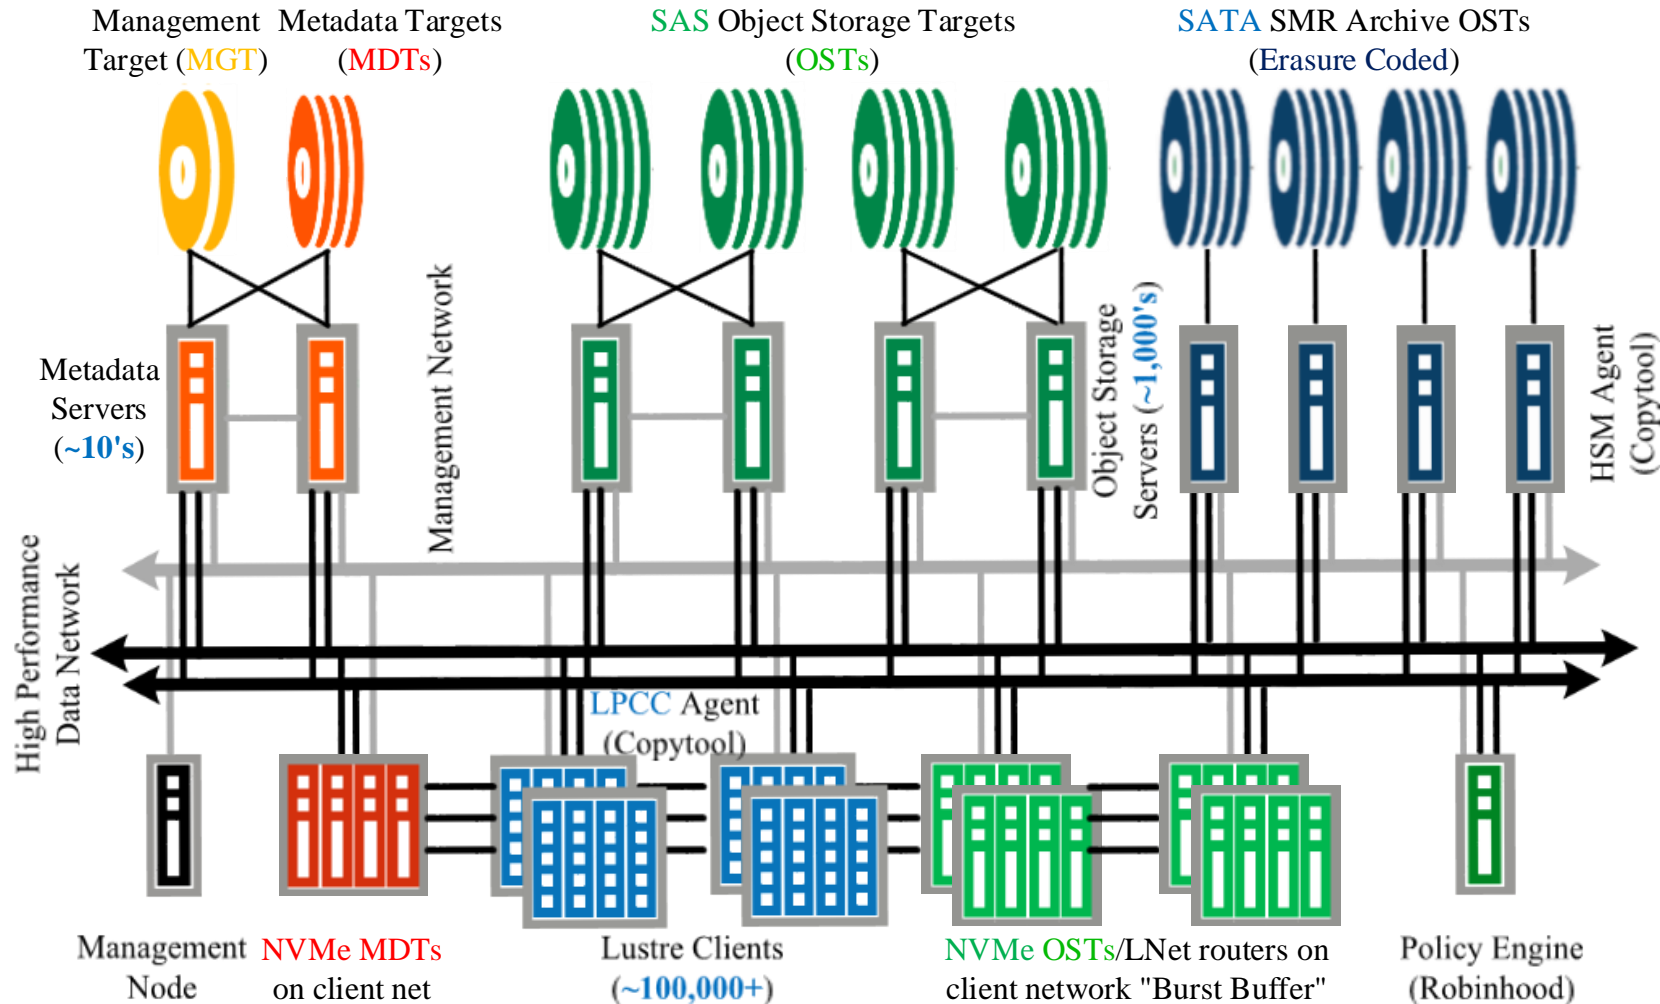 Management
Target (MGT)
Metadata Targets
(MDTs)
SAS Object Storage Targets
(OSTs)
SATA SMR Archive OSTs
(Erasure Coded)
Metadata
Servers
(~10's)
Management Network
Object Storage
Servers (~1,000's)
HSM Agent
(Copytool)
High Performance
Data Network
LPCC Agent
(Copytool)
Management
Node
NVMe MDTs
on client net
Lustre Clients
(~100,000+)
NVMe OSTs/LNet routers on
client network "Burst Buffer"
Policy Engine
(Robinhood)